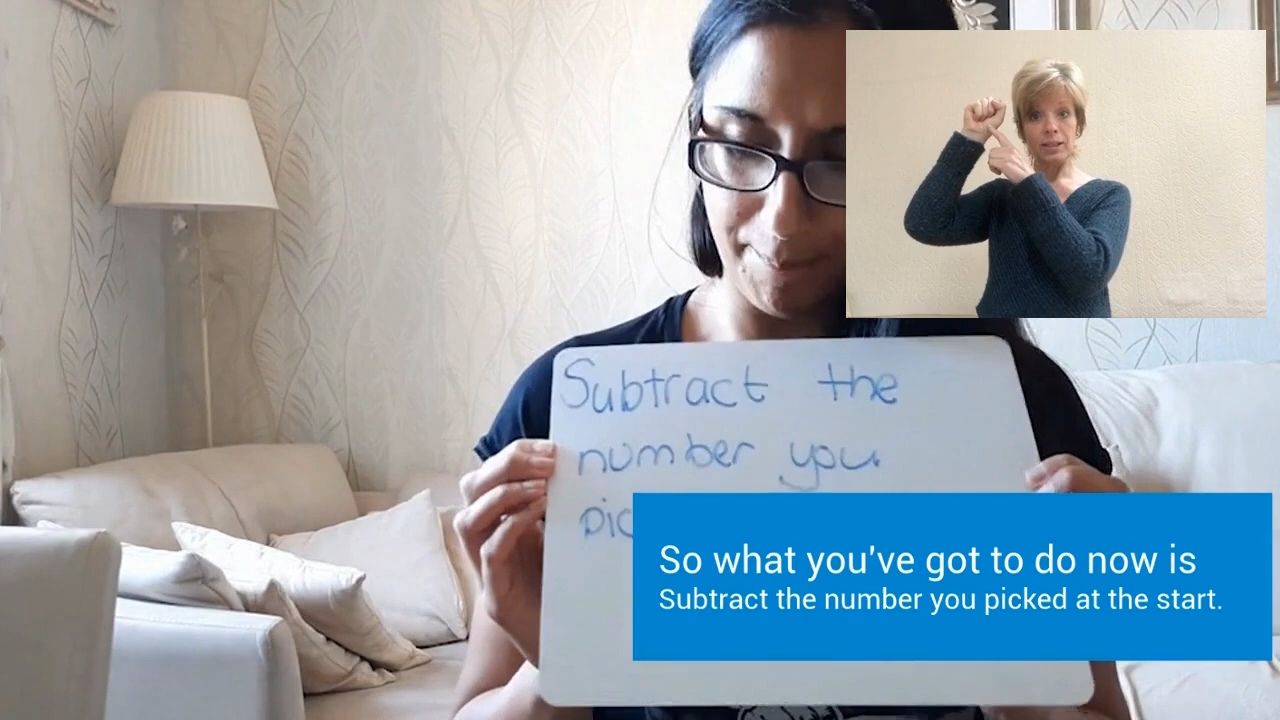 Subtract the
number you
pic
So what you've got to do now is
Subtract the number you picked at the start.